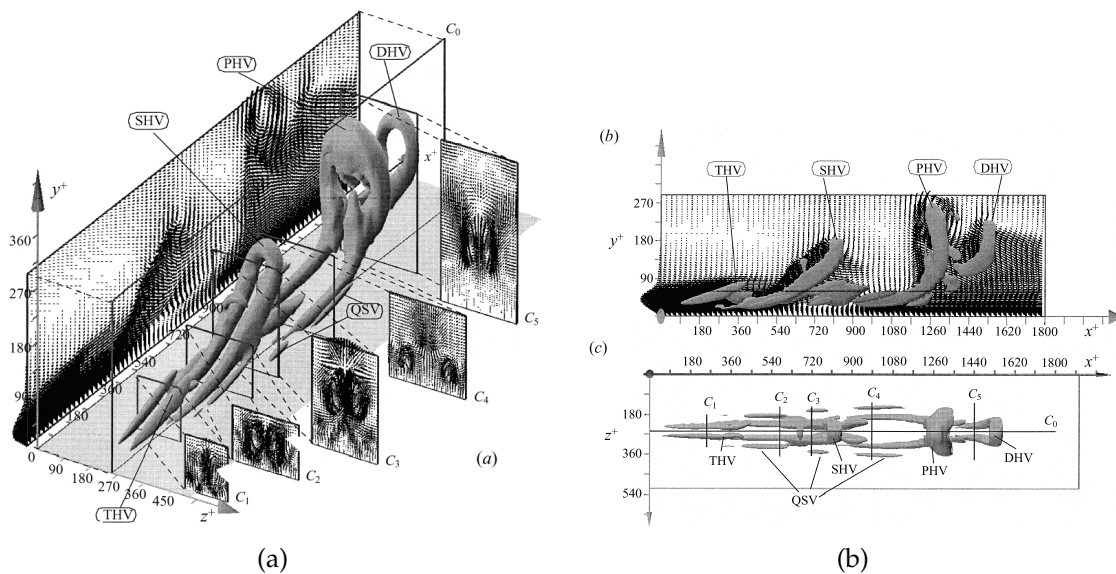 C0
DHV
PHV
SHV
x+
y+
360
270
180
90
0
90
180
270
360
450
z+
180
360
540
720
QSV
THV
C1
C2
C3
C4
C5
(a)
(a)
(b)
THV
SHV
PHV
DHV
270
y+ 180
90
180 360 540 720 900 1080 1260 1440 1620 1800
x+
(c)
180 360 540 720 900 1080 1260 1440 1620 1800 x+
C1 C2 C3 C4 C5 C0
180
z+
360
540
THV SHV PHV DHV
QSV
(b)